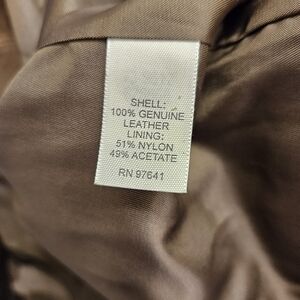 SHELL:
100% GENUINE
LEATHER
LINING:
51% NYLON
49% ACETATE
RN 97641